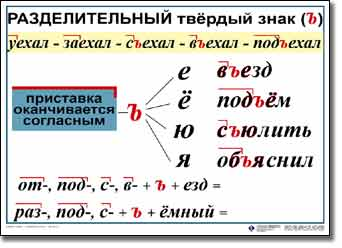 РАЗДЕЛИТЕЛЬНЫЙ твёрдый знак (Ъ)
уехал - заехал - съехал - въехал - подъехал
приставка
оканчивается
согласным
Ъ
е въезд
ё подъём
ю съюлить
я объяснил
от-, под-, с-, в- + Ъ + езд =
раз-, под-, с- + Ъ + ёмный =